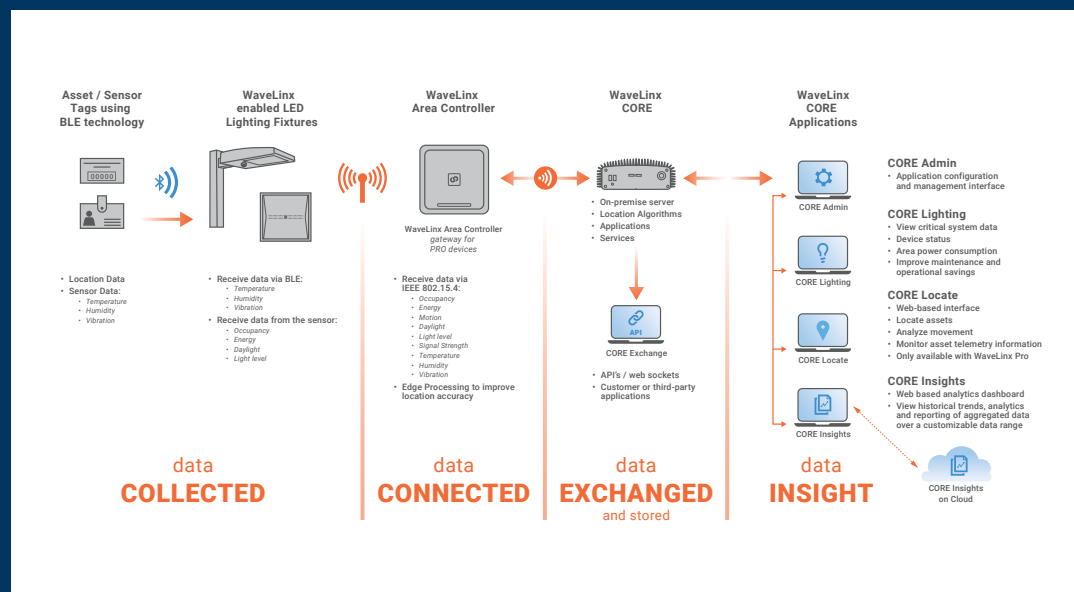 Asset / Sensor
Tags using
BLE technology
WaveLinx
enabled LED
Lighting Fixtures
WaveLinx
Area Controller
WaveLinx
CORE
WaveLinx
CORE
Applications
WaveLinx Area Controller
gateway for
PRO devices
• On-premise server
• Location Algorithms
• Applications
• Services
CORE Admin
CORE Lighting
CORE Locate
CORE Insights
CORE Admin
• Application configuration
and management interface
CORE Lighting
• View critical system data
• Device status
• Area power consumption
• Improve maintenance and
operational savings
CORE Locate
• Web-based interface
• Locate assets
• Analyze movement
• Monitor asset telemetry information
• Only available with WaveLinx Pro
CORE Insights
• Web based analytics dashboard
• View historical trends, analytics
and reporting of aggregated data
over a customizable data range
• Location Data
• Sensor Data:
• Temperature
• Humidity
• Vibration
• Receive data via BLE:
• Temperature
• Humidity
• Vibration
• Receive data from the sensor:
• Occupancy
• Energy
• Daylight
• Light level
• Receive data via
IEEE 802.15.4:
• Occupancy
• Energy
• Motion
• Daylight
• Light level
• Signal Strength
• Temperature
• Humidity
• Vibration
• Edge Processing to improve
location accuracy
API
CORE Exchange
• API's / web sockets
• Customer or third-party
applications
CORE Insights
on Cloud
data
COLLECTED
data
CONNECTED
data
EXCHANGED
and stored
data
INSIGHT